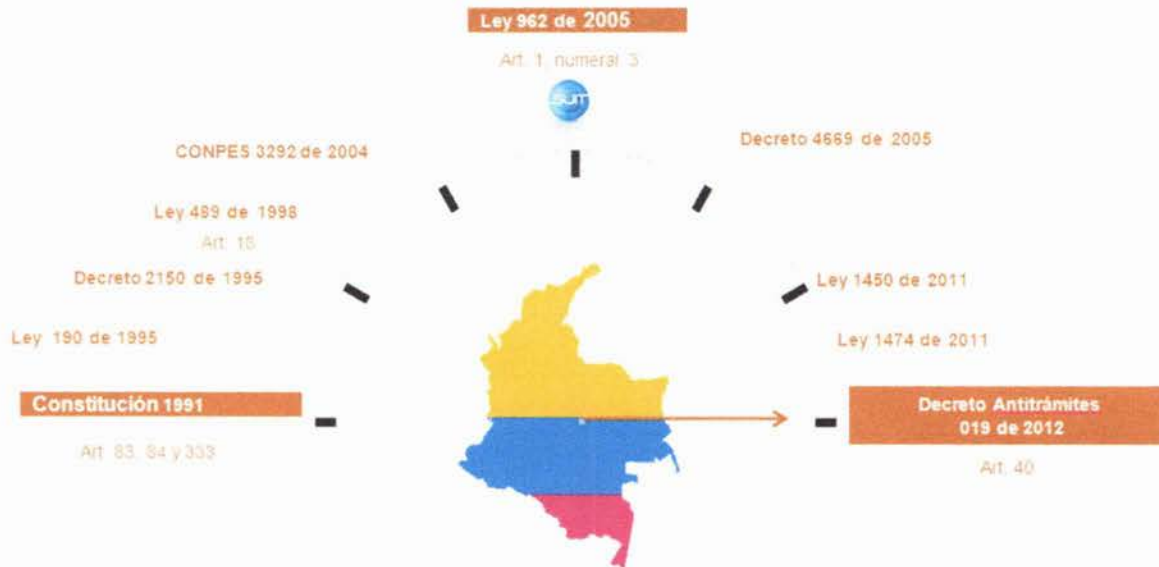 Ley 962 de 2005
Art. 1, numeral 3
SUIT
CONPES 3292 de 2004
Decreto 4669 de 2005
Ley 489 de 1998
Art. 18
Decreto 2150 de 1995
Ley 1450 de 2011
Ley 190 de 1995
Ley 1474 de 2011
Constitución 1991
Art. 83, 84 y 333
Decreto Antitrámites
019 de 2012
Art. 40